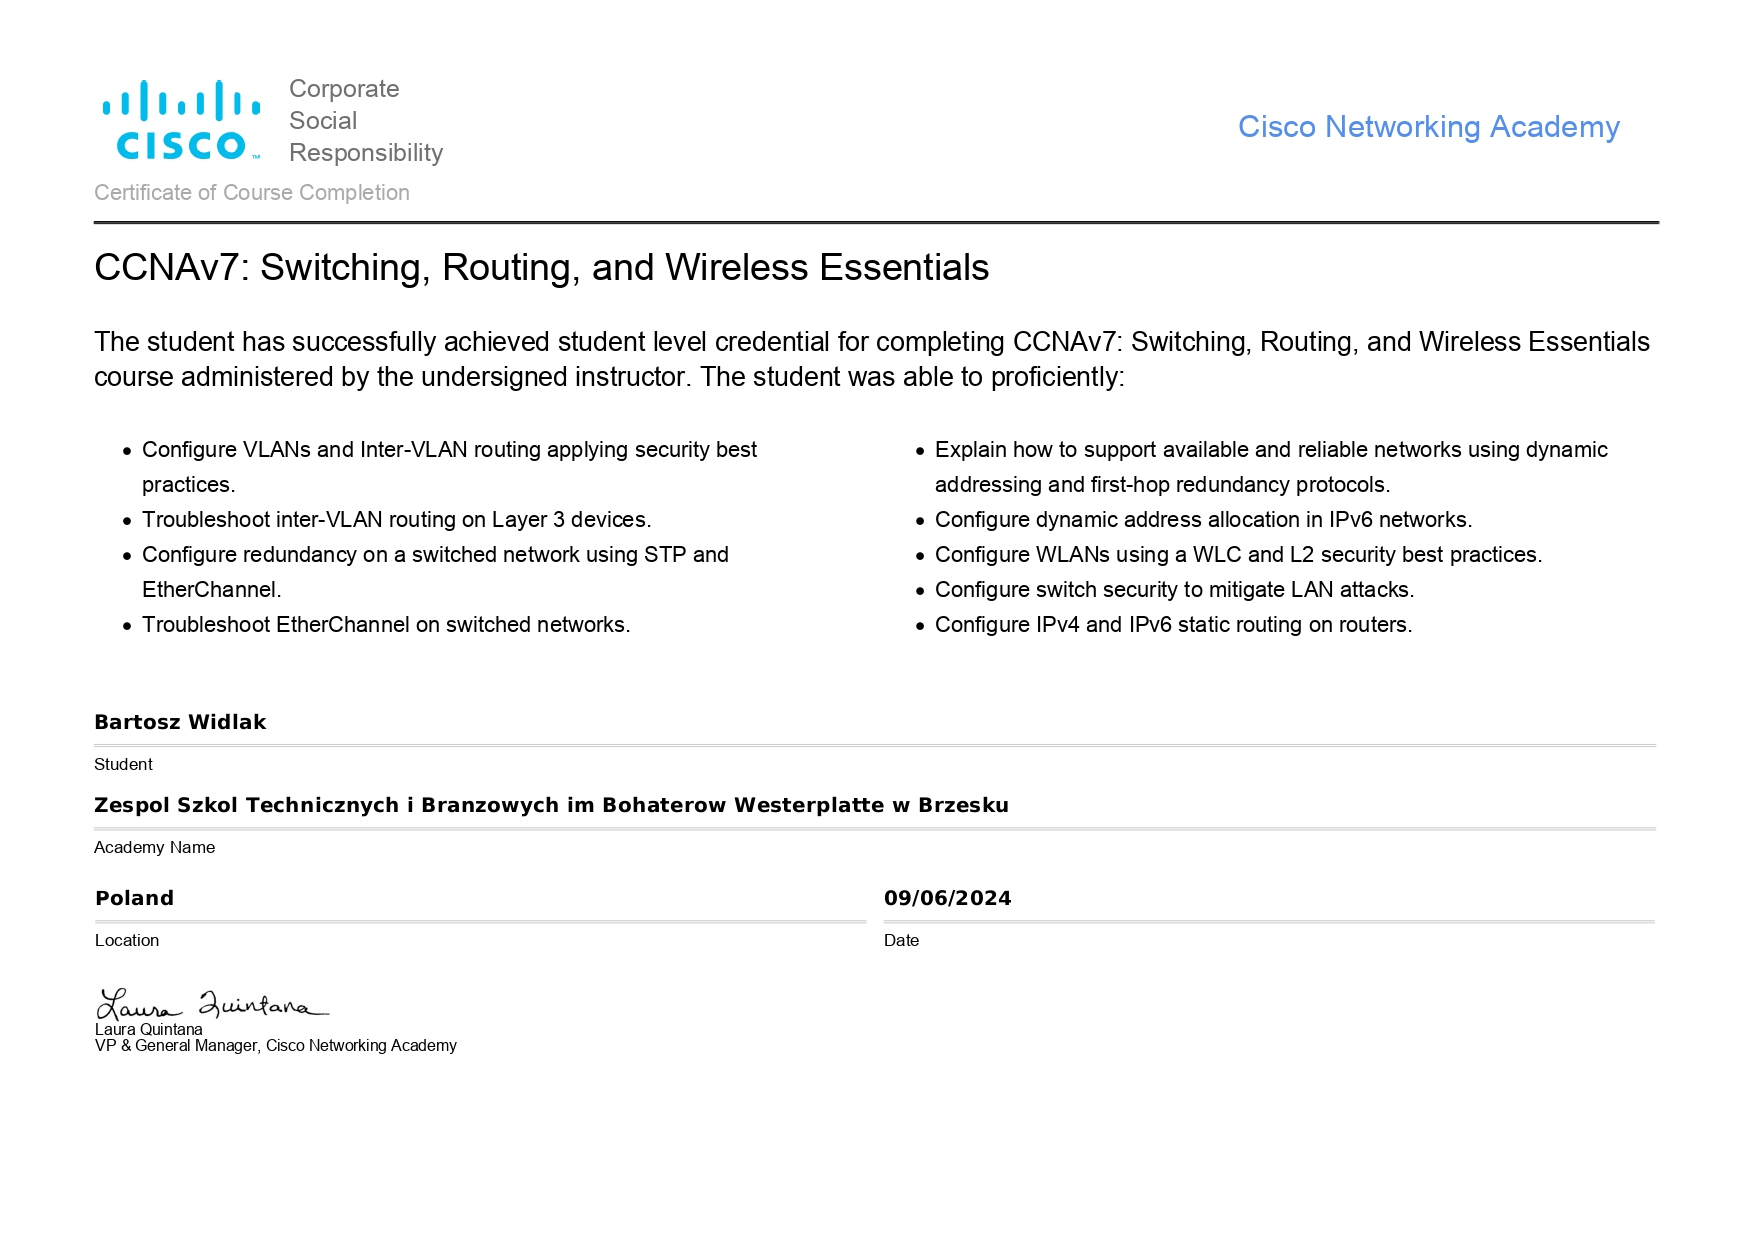 CISCO
Corporate
Social
Responsibility
Cisco Networking Academy
Certificate of Course Completion
CCNAv7: Switching, Routing, and Wireless Essentials
The student has successfully achieved student level credential for completing CCNAv7: Switching, Routing, and Wireless Essentials
course administered by the undersigned instructor. The student was able to proficiently:
• Configure VLANs and Inter-VLAN routing applying security best
practices.
• Troubleshoot inter-VLAN routing on Layer 3 devices.
• Configure redundancy on a switched network using STP and
EtherChannel.
• Troubleshoot EtherChannel on switched networks.
• Explain how to support available and reliable networks using dynamic
addressing and first-hop redundancy protocols.
• Configure dynamic address allocation in IPv6 networks.
• Configure WLANs using a WLC and L2 security best practices.
• Configure switch security to mitigate LAN attacks.
• Configure IPv4 and IPv6 static routing on routers.
Bartosz Widlak
Student
Zespol Szkol Technicznych i Branzowych im Bohaterow Westerplatte w Brzesku
Academy Name
Poland
Location
09/06/2024
Date
Laura Quintana
Laura Quintana
VP & General Manager, Cisco Networking Academy